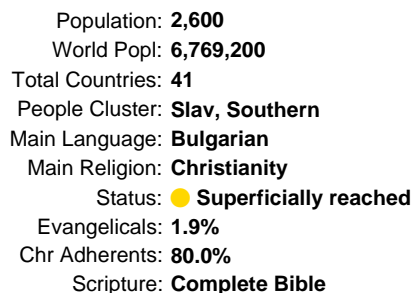 Population: 2,600
World Popl: 6,769,200
Total Countries: 41
People Cluster: Slav, Southern
Main Language: Bulgarian
Main Religion: Christianity
Status: Superficially reached
Evangelicals: 1.9%
Chr Adherents: 80.0%
Scripture: Complete Bible